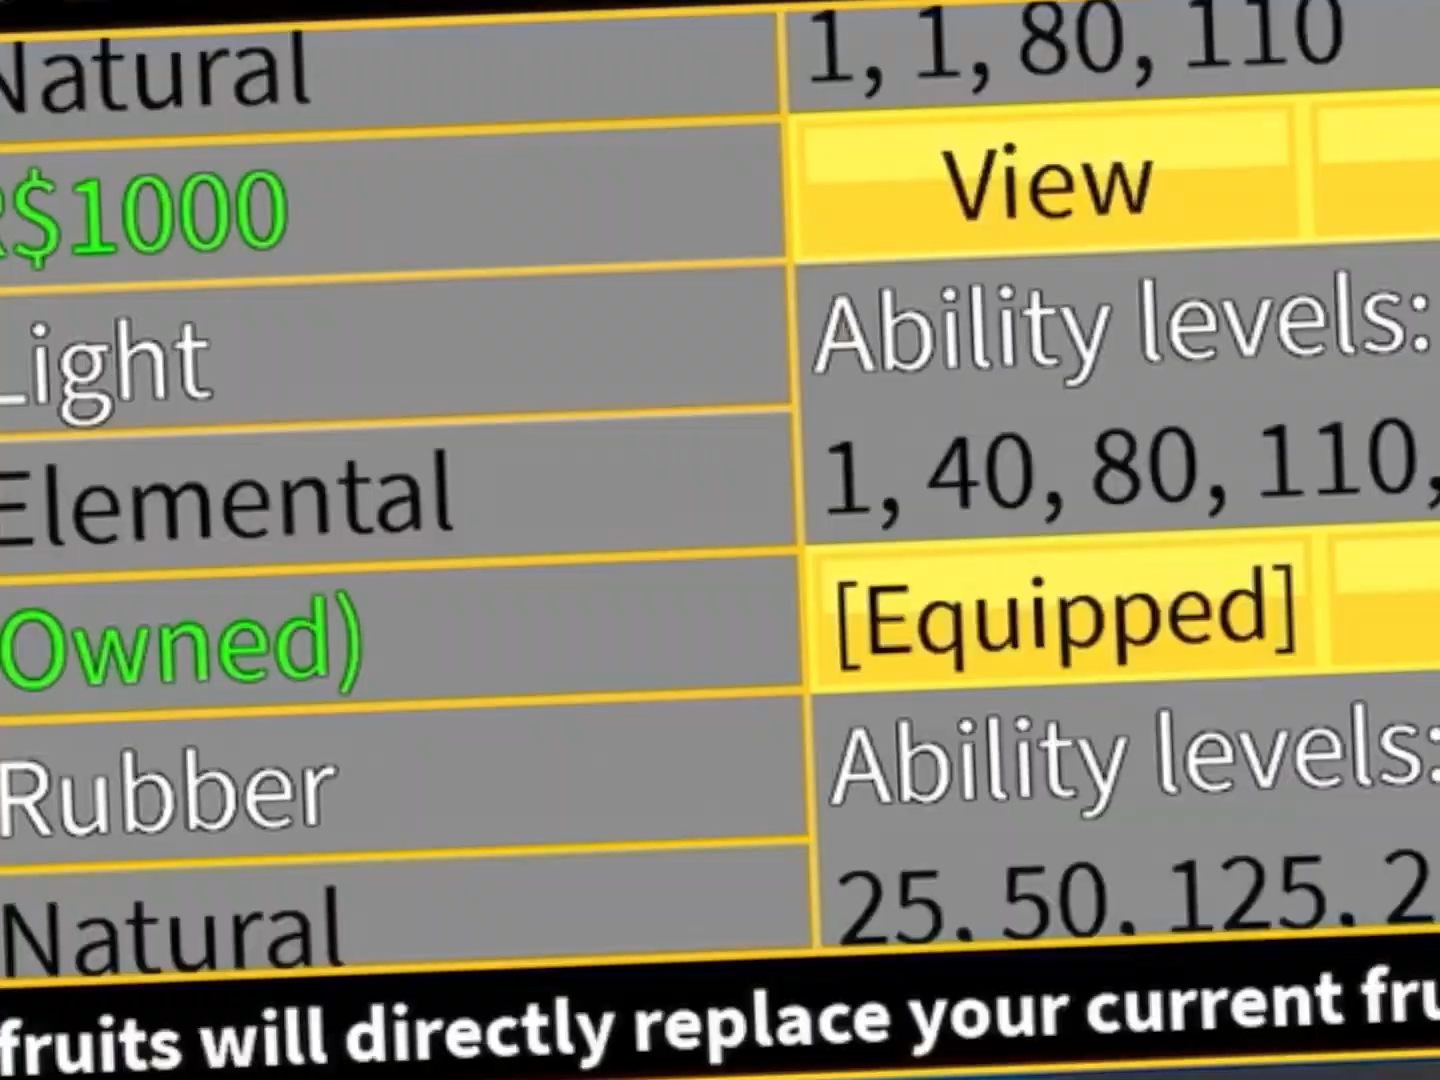 Natural
1, 1, 80, 110
R$1000
View
Light
Ability levels:
Elemental
1, 40, 80, 110,
Owned)
[Equipped]
Rubber
Ability levels:
Natural
25, 50, 125, 2
fruits will directly replace your current fru